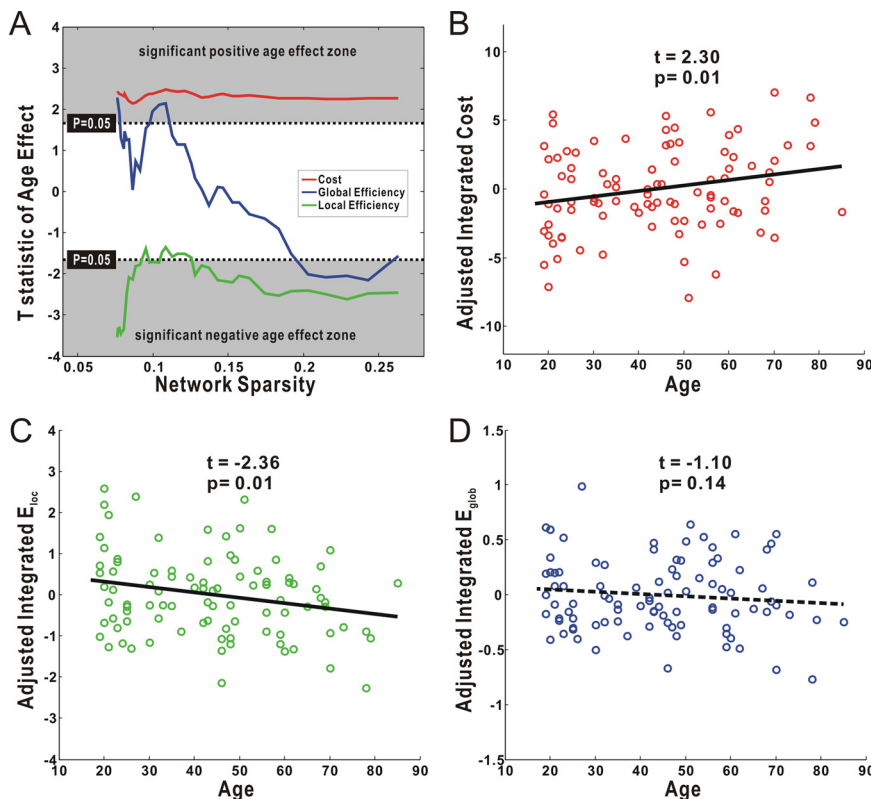 A
T statistic of Age Effect
4
3
2
1
0
-1
-2
-3
-4
significant positive age effect zone
P=0.05
Cost
Global Efficiency
Local Efficiency
P=0.05
significant negative age effect zone
0.05 0.1 0.15 0.2 0.25
Network Sparsity
B
Adjusted Integrated Cost
10
5
0
-5
-10
t = 2.30
p= 0.01
10 20 30 40 50 60 70 80 90
Age
C
Adjusted Integrated Eloc
4
3
2
1
0
-1
-2
-3
-4
t = -2.36
p= 0.01
10 20 30 40 50 60 70 80 90
Age
D
Adjusted Integrated Eglob
1.5
1
0.5
0
-0.5
-1
-1.5
t = -1.10
p= 0.14
10 20 30 40 50 60 70 80 90
Age